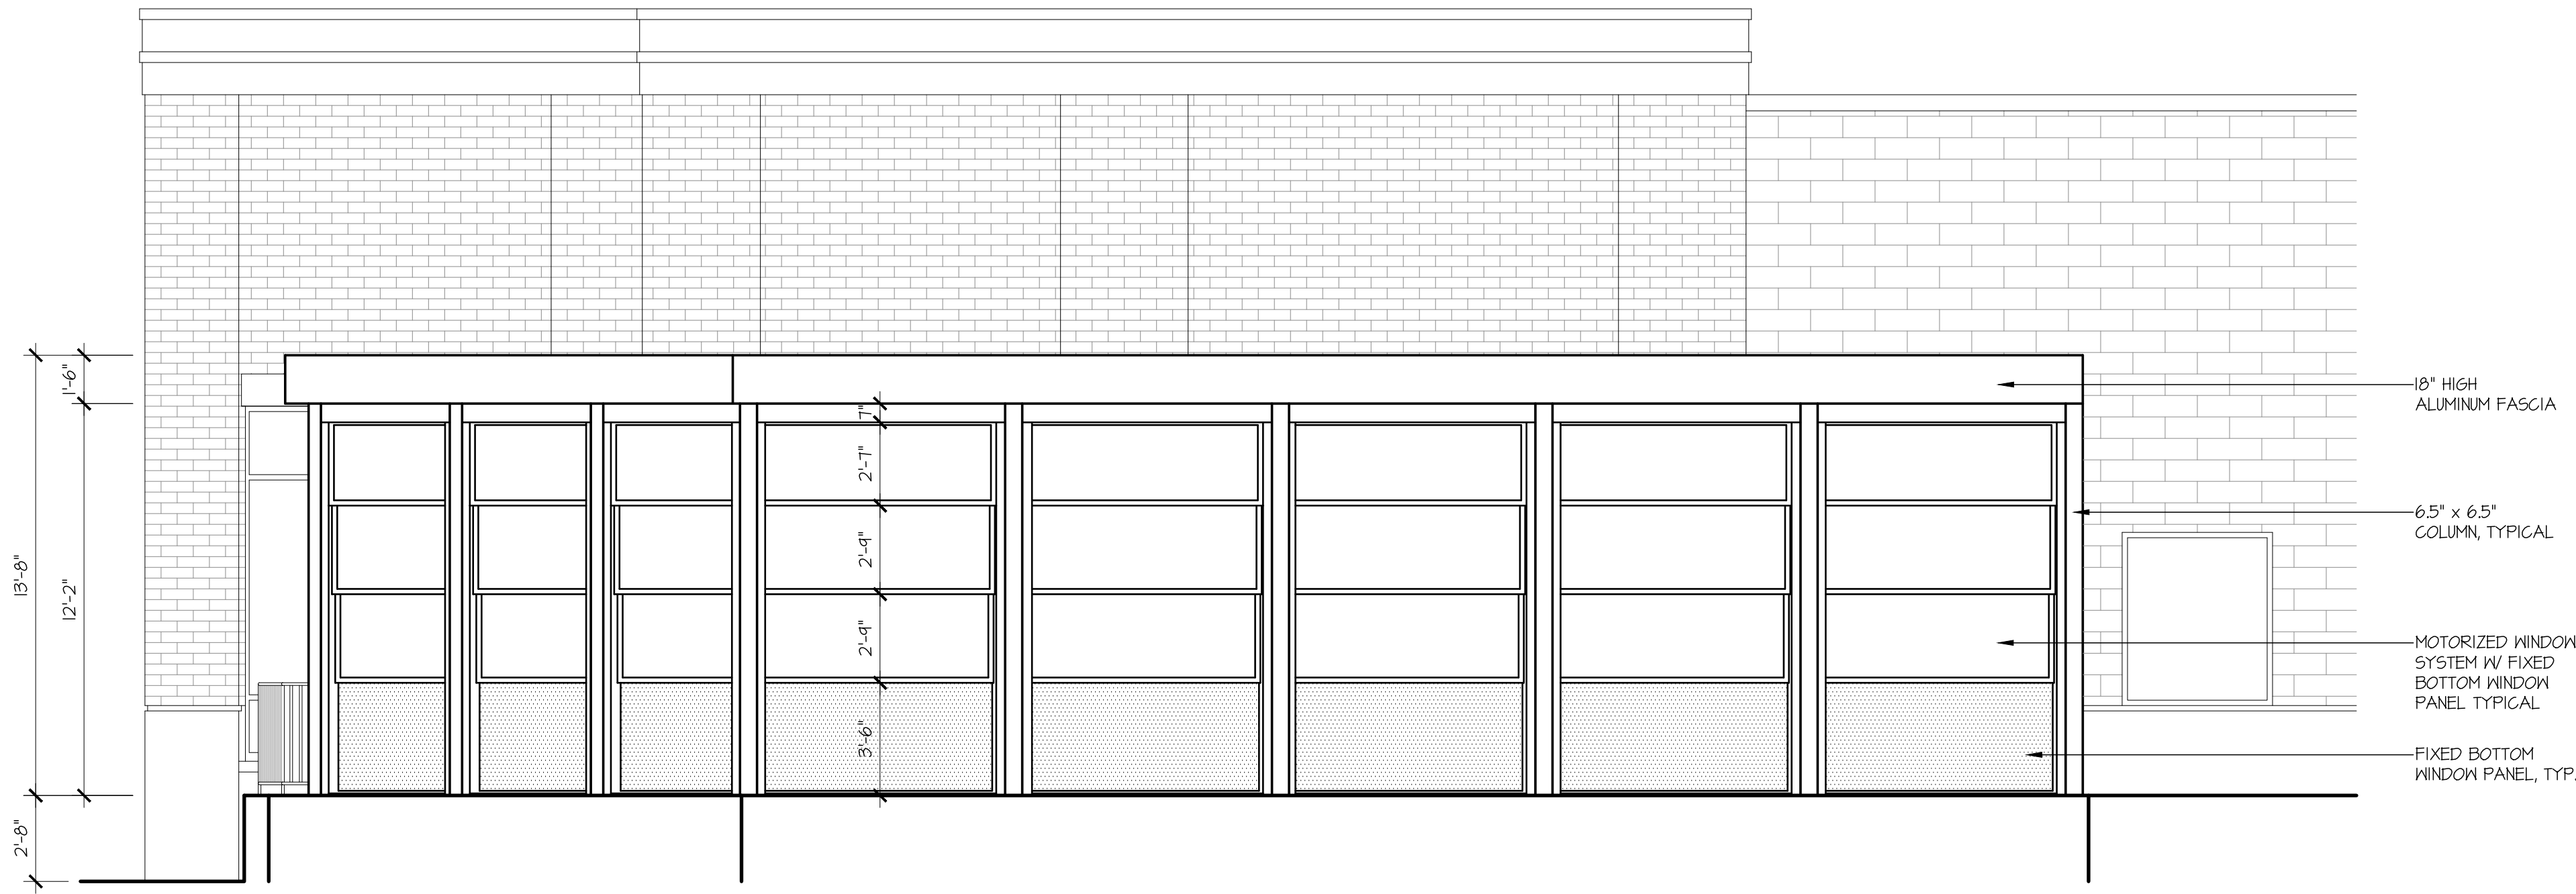 1'-6"
13'-8"
12'-2"
2'-8"
7"
2'-7"
2'-9"
2'-9"
3'-6"
18" HIGH
ALUMINUM FASCIA
6.5" x 6.5"
COLUMN, TYPICAL
MOTORIZED WINDOW
SYSTEM W/ FIXED
BOTTOM WINDOW
PANEL TYPICAL
FIXED BOTTOM
WINDOW PANEL, TYP.